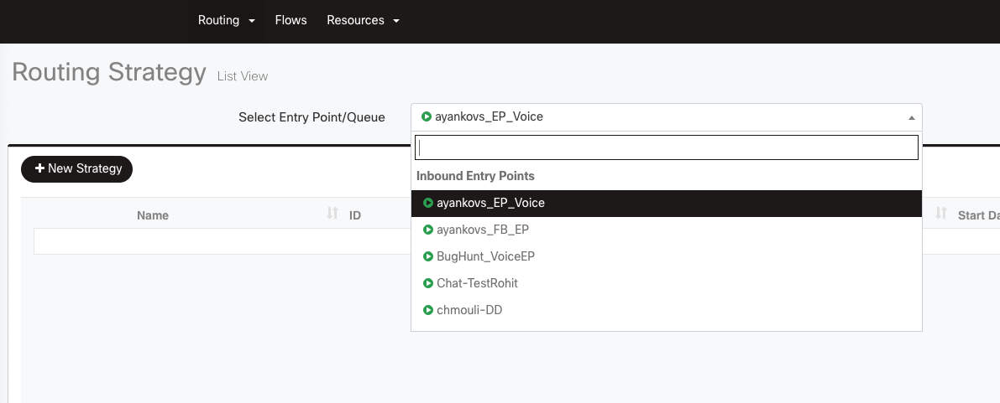 Routing Flows Resources
Routing Strategy List View
Select Entry Point/Queue ayankovs_EP_Voice
+ New Strategy
Inbound Entry Points
ayankovs_EP_Voice
Name ID Start Da
ayankovs_FB_EP
BugHunt_VoiceEP
Chat-TestRohit
chmouli-DD